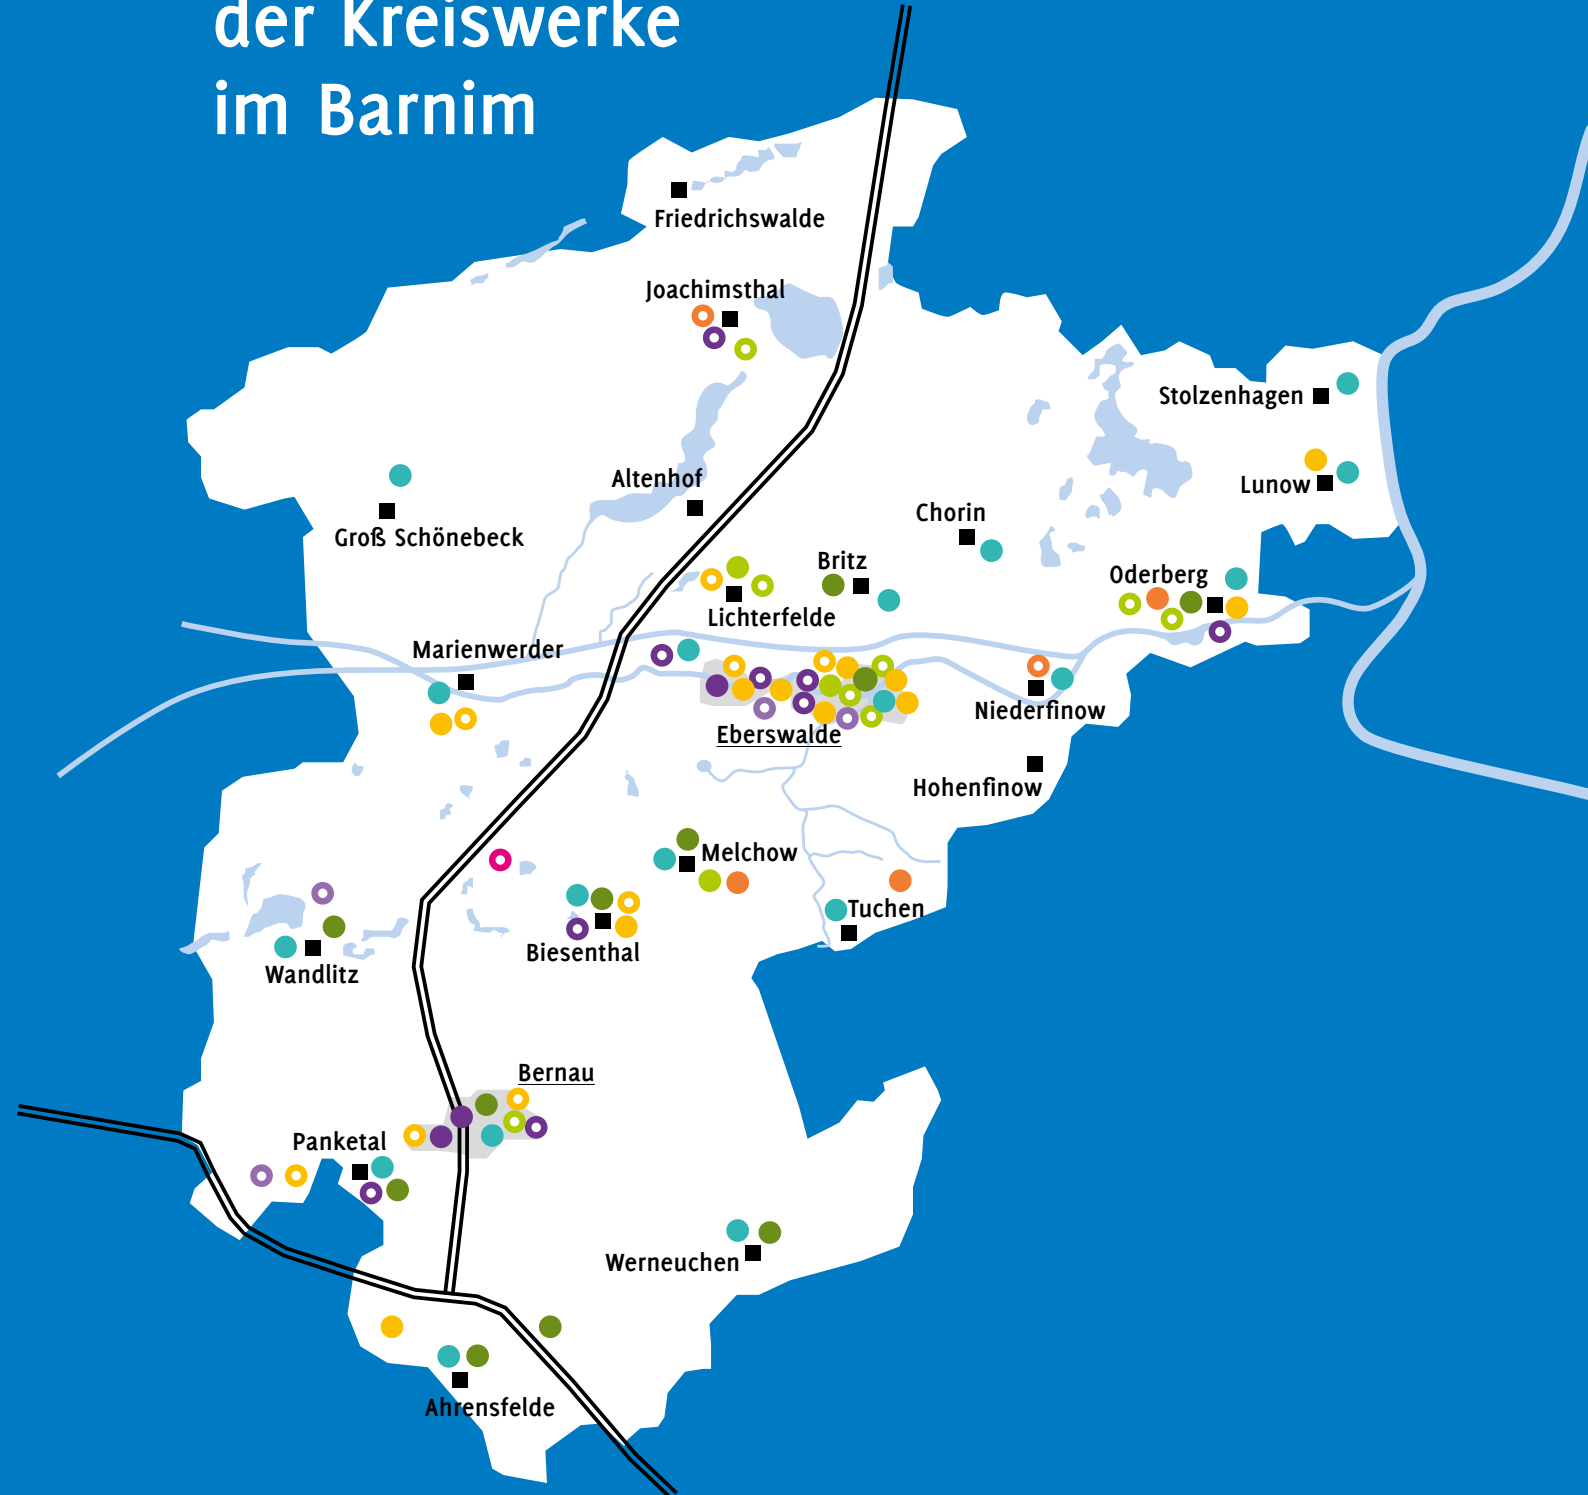 der Kreiswerke
im Barnim
Friedrichswalde
Joachimsthal
Stolzenhagen
Altenhof
Lunow
Chorin
Groß Schönebeck
Britz
Oderberg
Lichterfelde
Marienwerder
Niederfinow
Eberswalde
Hohenfinow
Melchow
Tuchen
Biesenthal
Wandlitz
Bernau
Panketal
Werneuchen
Ahrensfelde